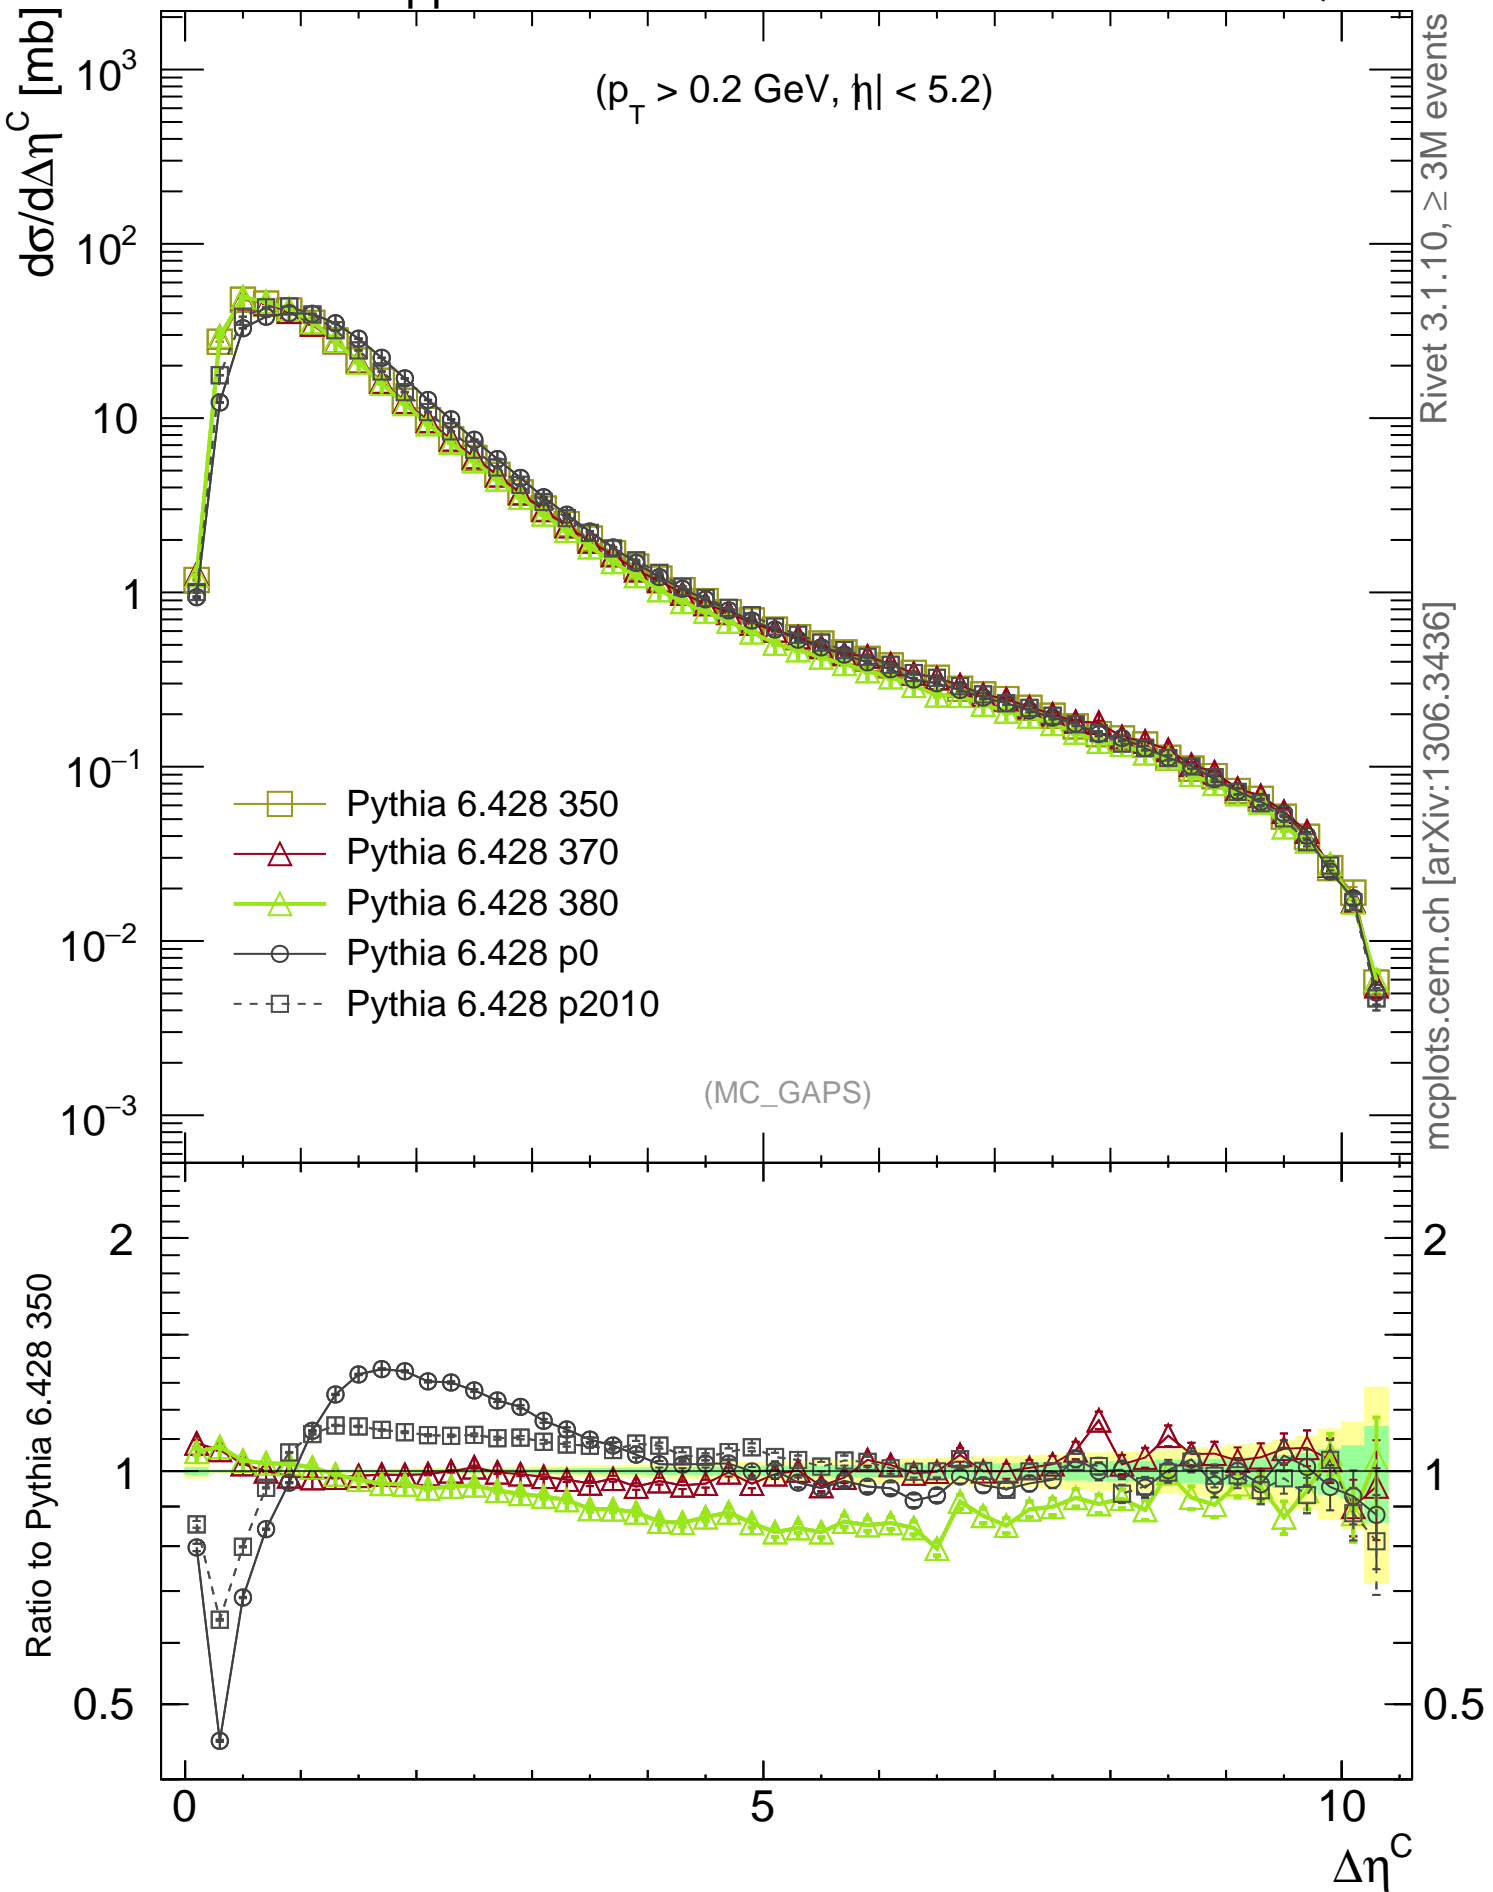 dσ/dΔη^C [mb]
(p_T > 0.2 GeV, |η| < 5.2)
10^3
10^2
10
1
10^−1
10^−2
10^−3
Pythia 6.428 350
Pythia 6.428 370
Pythia 6.428 380
Pythia 6.428 p0
Pythia 6.428 p2010
(MC_GAPS)
Rivet 3.1.10, ≥ 3M events
mcplots.cern.ch [arXiv:1306.3436]
Ratio to Pythia 6.428 350
2
1
0.5
2
1
0.5
0
5
10
Δη^C